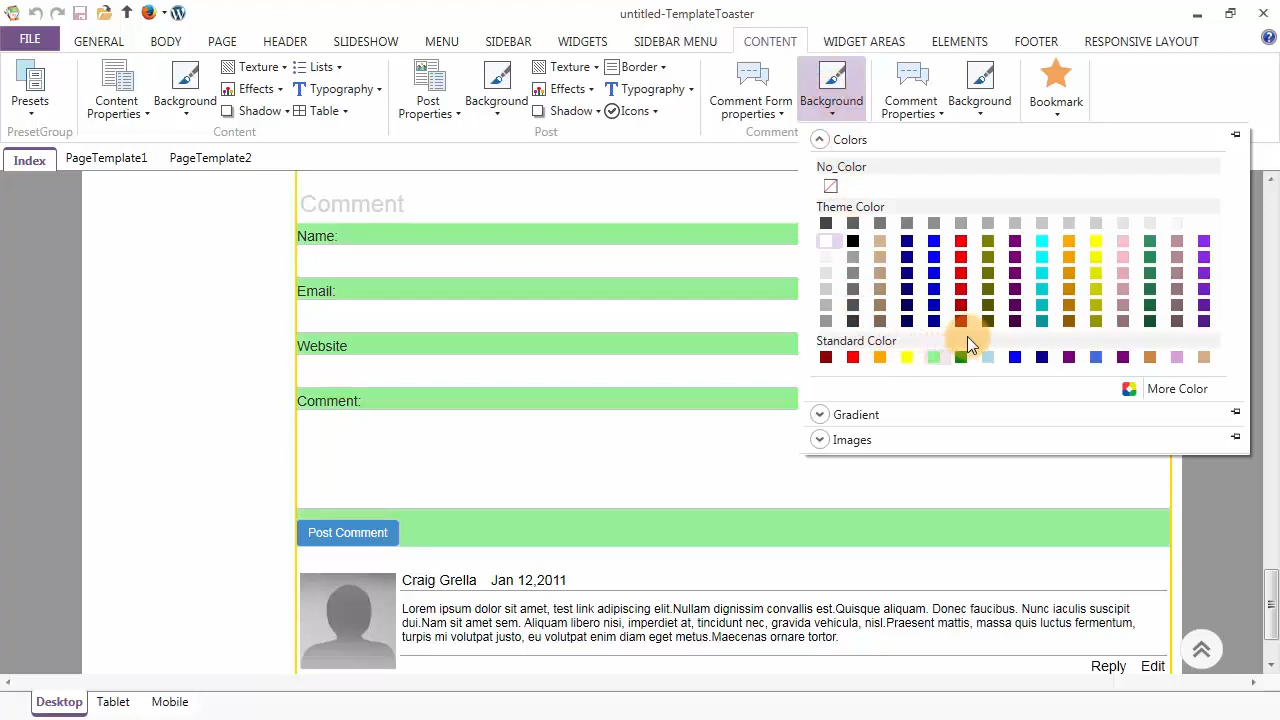 untitled-TemplateToaster
FILE GENERAL BODY PAGE HEADER SLIDESHOW MENU SIDEBAR WIDGETS SIDEBAR MENU CONTENT WIDGET AREAS ELEMENTS FOOTER RESPONSIVE LAYOUT
Presets
PresetGroup
Content Properties
Background
Texture
Effects
Shadow
Lists
Typography
Table
Content
Post Properties
Background
Texture
Effects
Shadow
Border
Typography
Icons
Post
Comment Form properties
Background
Comment
Comment Properties
Background
Bookmark
Index PageTemplate1 PageTemplate2
Colors
No_Color
Theme Color
Standard Color
More Color
Gradient
Images
Comment
Name:
Email:
Website
Comment:
Post Comment
Craig Grella Jan 12,2011
Lorem ipsum dolor sit amet, test link adipiscing elit.Nullam dignissim convallis est.Quisque aliquam. Donec faucibus. Nunc iaculis suscipit
dui.Nam sit amet sem. Aliquam libero nisi, imperdiet at, tincidunt nec, gravida vehicula, nisl.Praesent mattis, massa quis luctus fermentum,
turpis mi volutpat justo, eu volutpat enim diam eget metus.Maecenas ornare tortor.
Reply Edit
Desktop Tablet Mobile